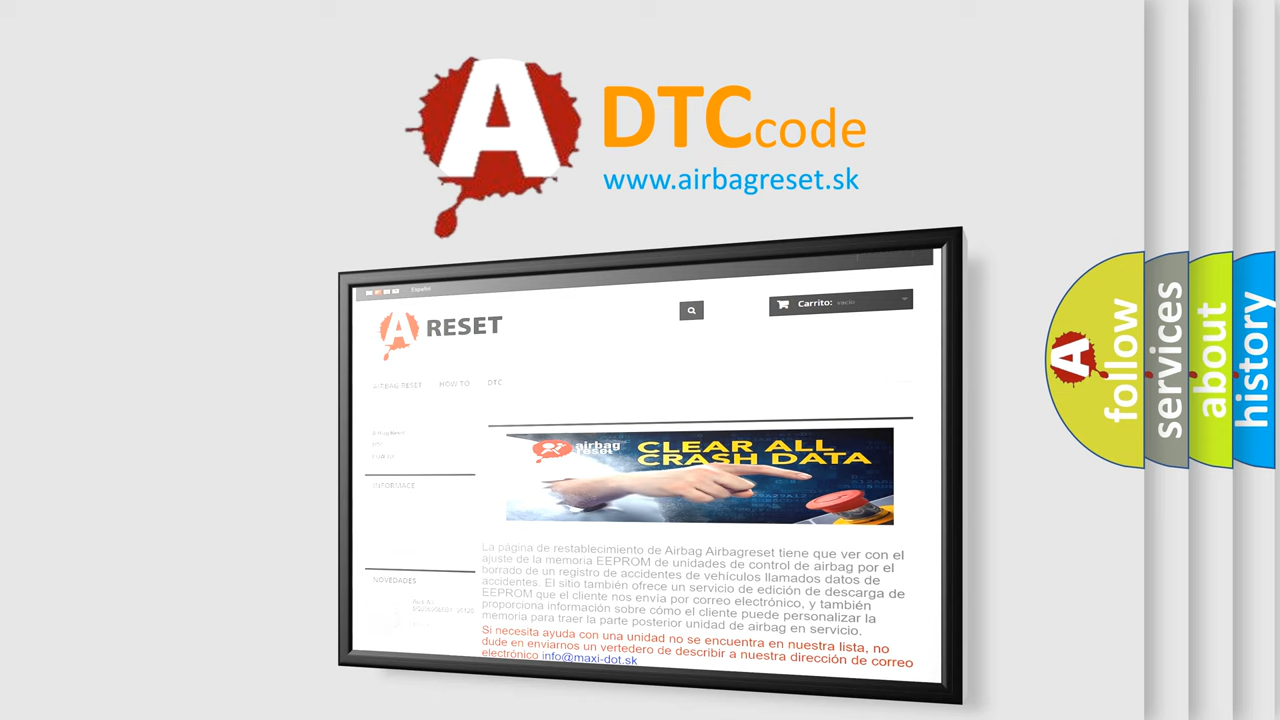 A DTC code
www.airbagreset.sk
Español
A RESET
Carrito: vacío
AIRBAG RESET HOW TO DTC
airbag reset
CLEAR ALL
CRASH DATA
INFORMACE
La página de restablecimiento de Airbag Airbagreset tiene que ver con el
ajuste de la memoria EEPROM de unidades de control de airbag por el
borrado de un registro de accidentes de vehículos llamados datos de
accidentes. El sitio también ofrece un servicio de edición de descarga de
EEPROM que el cliente nos envía por correo electrónico, y también
proporciona información sobre cómo el cliente puede personalizar la
memoria para traer la parte posterior unidad de airbag en servicio.
Si necesita ayuda con una unidad no se encuentra en nuestra lista, no
dude en enviarnos un vertedero de describir a nuestra dirección de correo
electrónico info@maxi-dot.sk
NOVEDADES
A follow
services
about
history